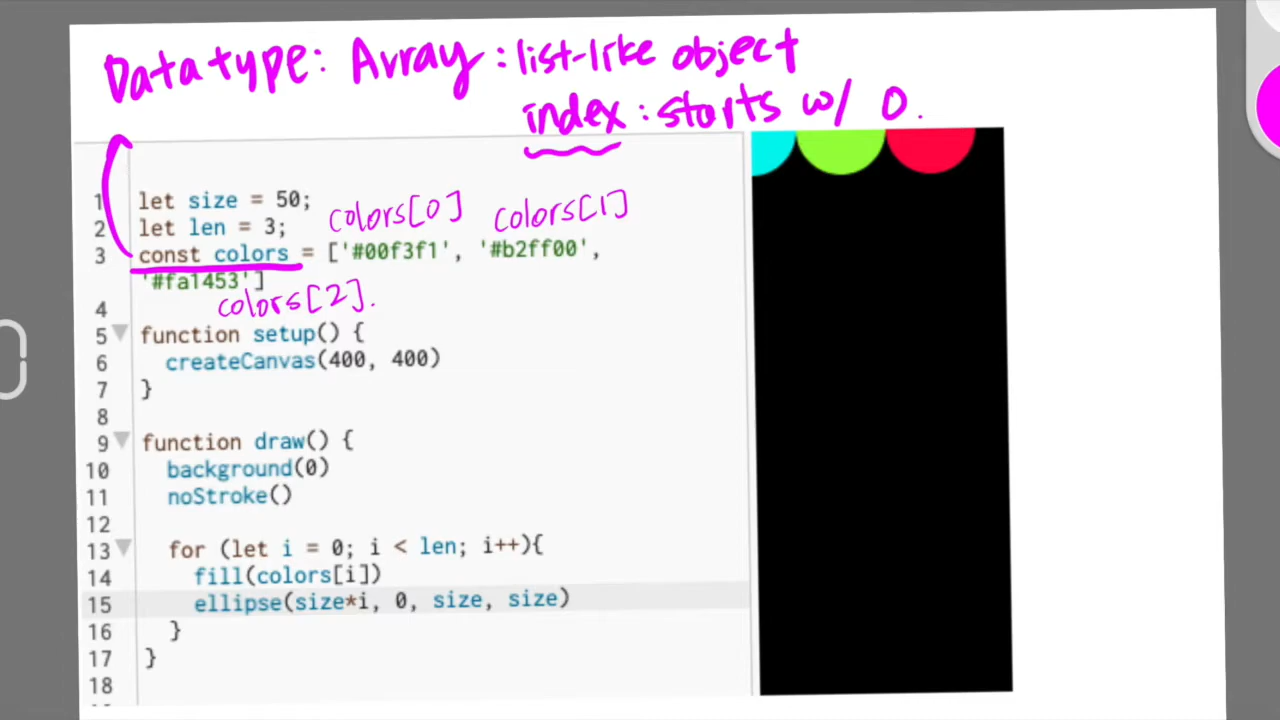 Datatype: Array: list-like object
index: starts w/ 0.
1 let size = 50;
colors[0] colors[1]
2 let len = 3;
3 const colors = ['#00f3f1', '#b2ff00',
'#fa1453']
colors[2].
4
5 function setup() {
6 createCanvas(400, 400)
7 }
8
9 function draw() {
10 background(0)
11 noStroke()
12
13 for (let i = 0; i < len; i++){
14 fill(colors[i])
15 ellipse(size*i, 0, size, size)
16 }
17 }
18